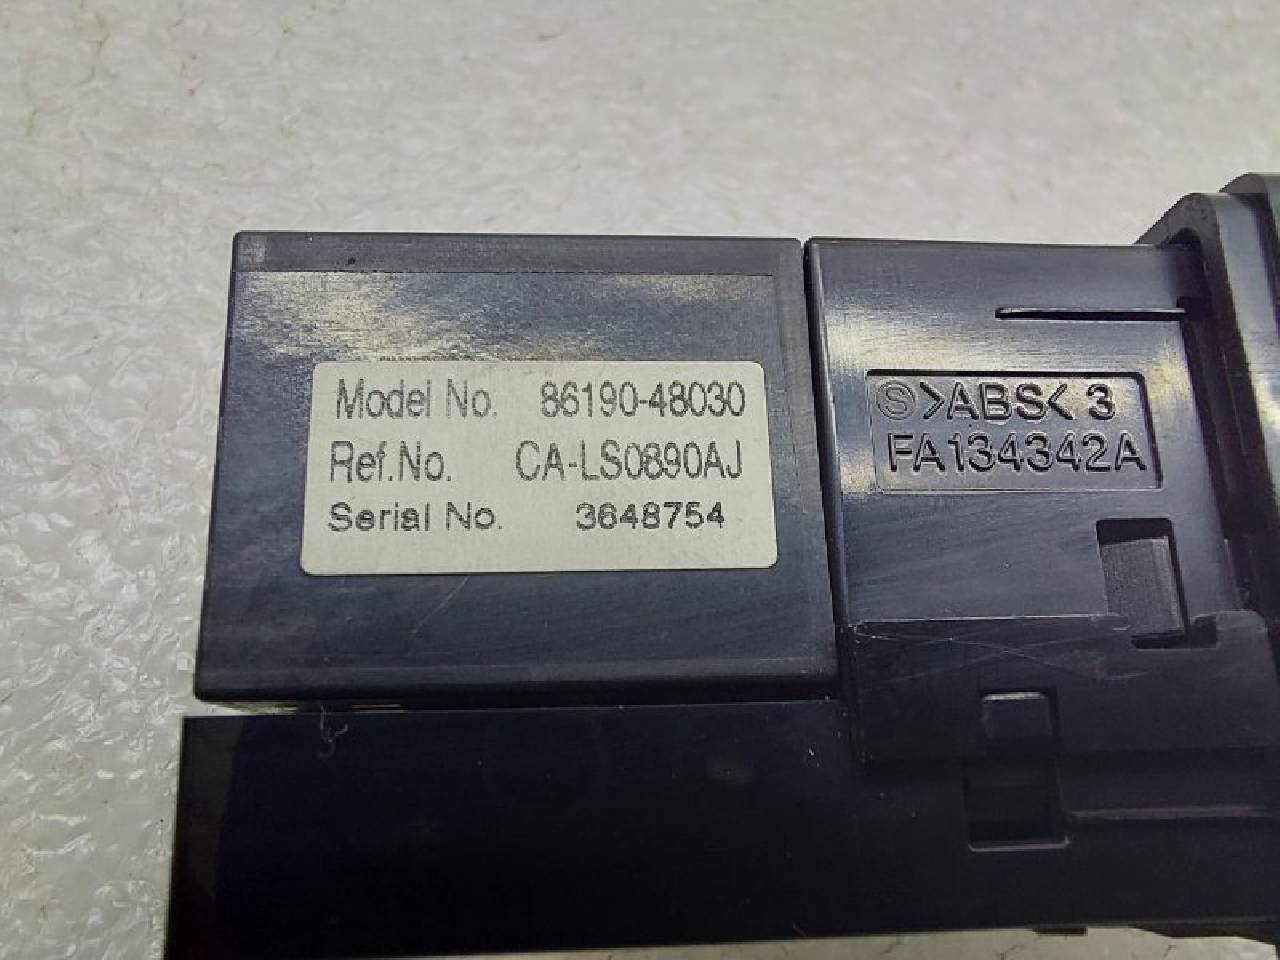 Model No. 86190-48030
Ref.No. CA-LS0890AJ
Serial No. 3648754
Ⓢ>ABS< 3
FA134342A